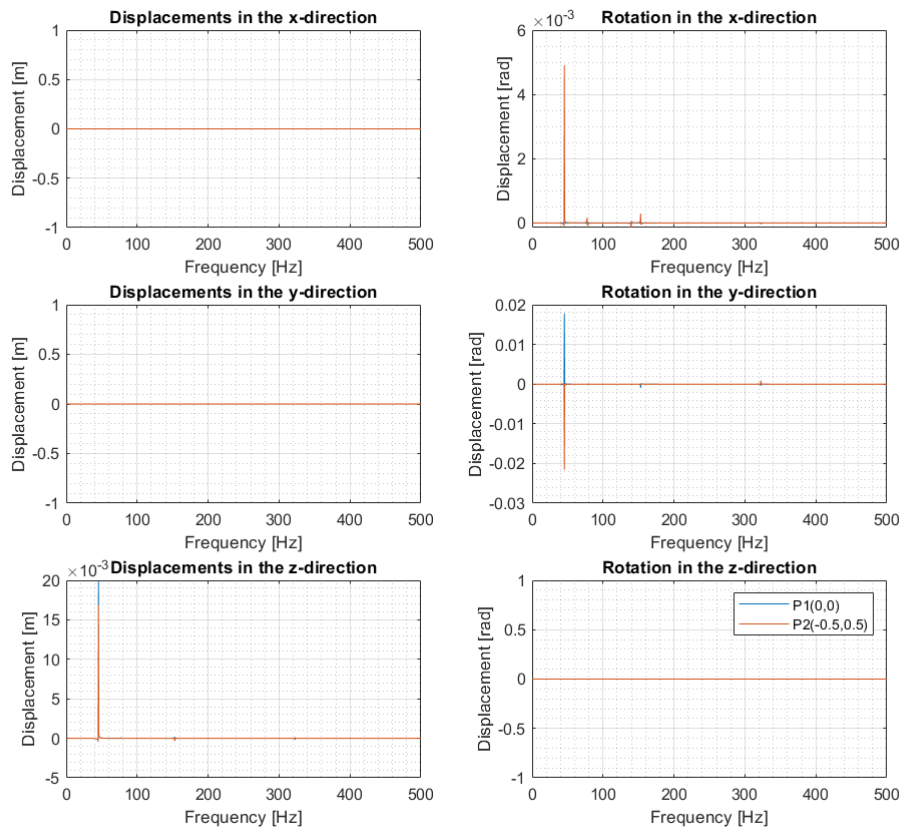 Displacements in the x-direction
1
0.5
0
-0.5
-1
Displacement [m]
0 100 200 300 400 500
Frequency [Hz]
Rotation in the x-direction
×10⁻³
6
4
2
0
Displacement [rad]
0 100 200 300 400 500
Frequency [Hz]
Displacements in the y-direction
1
0.5
0
-0.5
-1
Displacement [m]
0 100 200 300 400 500
Frequency [Hz]
Rotation in the y-direction
0.02
0.01
0
-0.01
-0.02
-0.03
Displacement [rad]
0 100 200 300 400 500
Frequency [Hz]
×10⁻³ Displacements in the z-direction
20
15
10
5
0
-5
Displacement [m]
0 100 200 300 400 500
Frequency [Hz]
Rotation in the z-direction
1
0.5
0
-0.5
-1
Displacement [rad]
P1(0,0)
P2(-0.5,0.5)
0 100 200 300 400 500
Frequency [Hz]